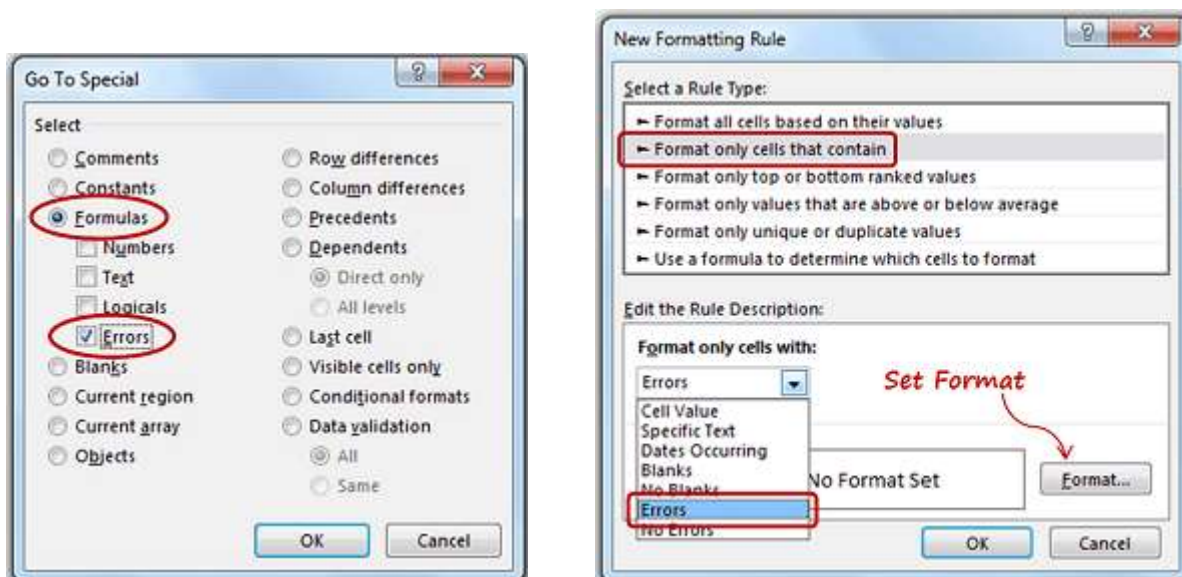 Go To Special
Select
Comments
Constants
Formulas
Numbers
Text
Logicals
Errors
Blanks
Current region
Current array
Objects
Row differences
Column differences
Precedents
Dependents
Direct only
All levels
Last cell
Visible cells only
Conditional formats
Data validation
All
Same
OK
Cancel
New Formatting Rule
Select a Rule Type:
► Format all cells based on their values
► Format only cells that contain
► Format only top or bottom ranked values
► Format only values that are above or below average
► Format only unique or duplicate values
► Use a formula to determine which cells to format
Edit the Rule Description:
Format only cells with:
Errors
Set Format
Cell Value
Specific Text
Dates Occurring
Blanks
No Blanks
Errors
No Errors
No Format Set
Format...
OK
Cancel